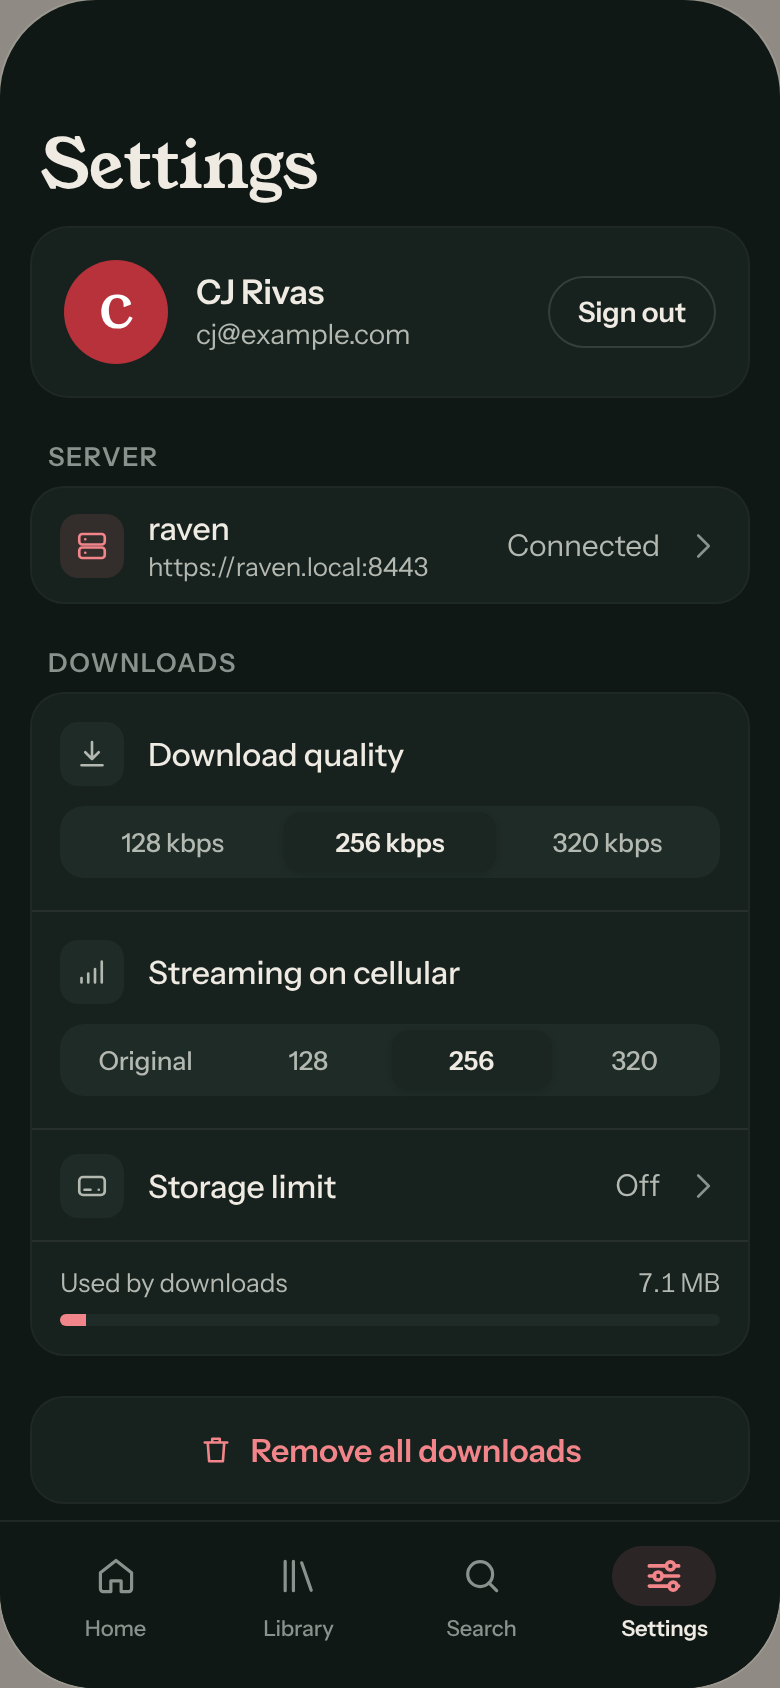 Settings
C
CJ Rivas
cj@example.com
Sign out
SERVER
raven
https://raven.local:8443
Connected
DOWNLOADS
Download quality
128 kbps 256 kbps 320 kbps
Streaming on cellular
Original 128 256 320
Storage limit
Off
Used by downloads 7.1 MB
Remove all downloads
Home Library Search Settings